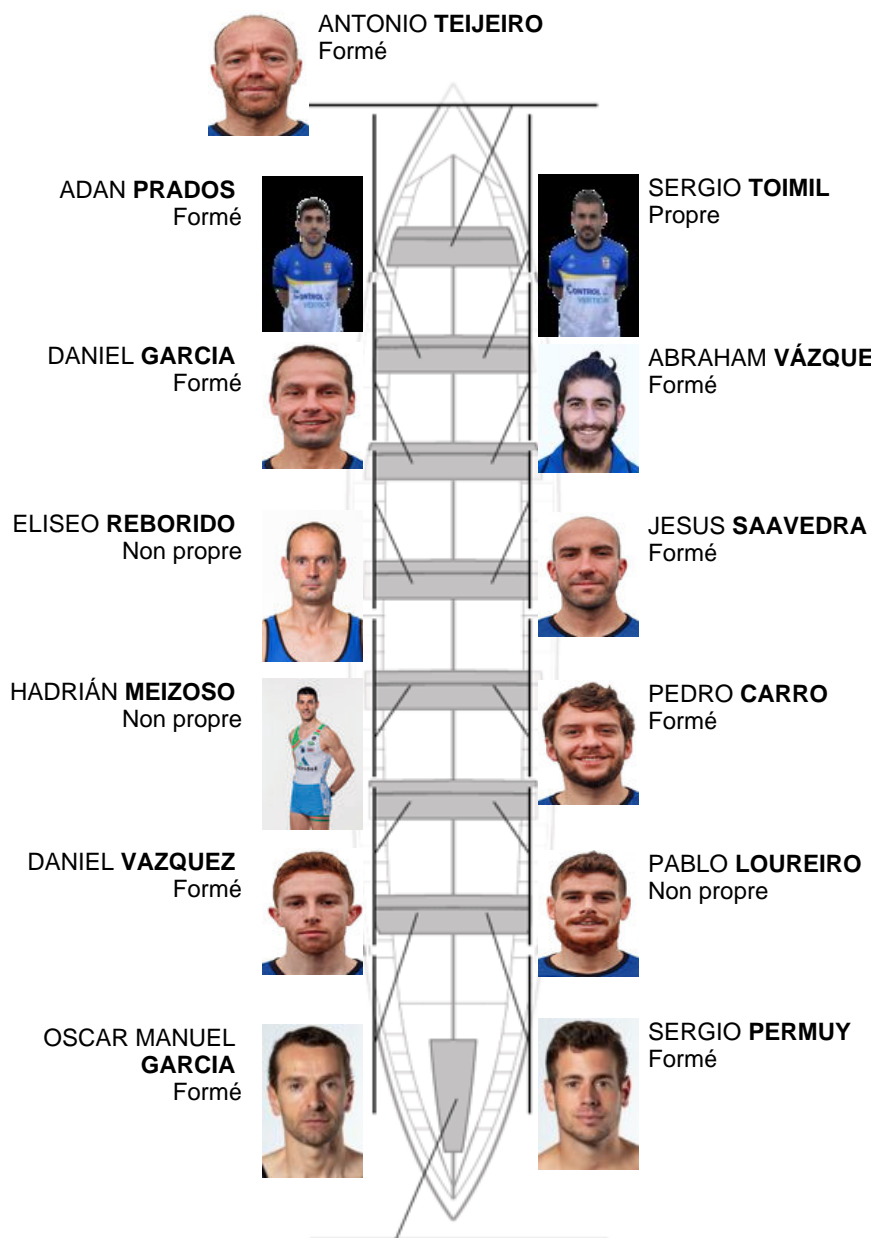 ANTONIO TEIJEIRO
Formé
ADAN PRADOS
Formé
SERGIO TOIMIL
Propre
DANIEL GARCIA
Formé
ABRAHAM VÁZQUE
Formé
ELISEO REBORIDO
Non propre
JESUS SAAVEDRA
Formé
HADRIÁN MEIZOSO
Non propre
PEDRO CARRO
Formé
DANIEL VAZQUEZ
Formé
PABLO LOUREIRO
Non propre
OSCAR MANUEL
GARCIA
Formé
SERGIO PERMUY
Formé